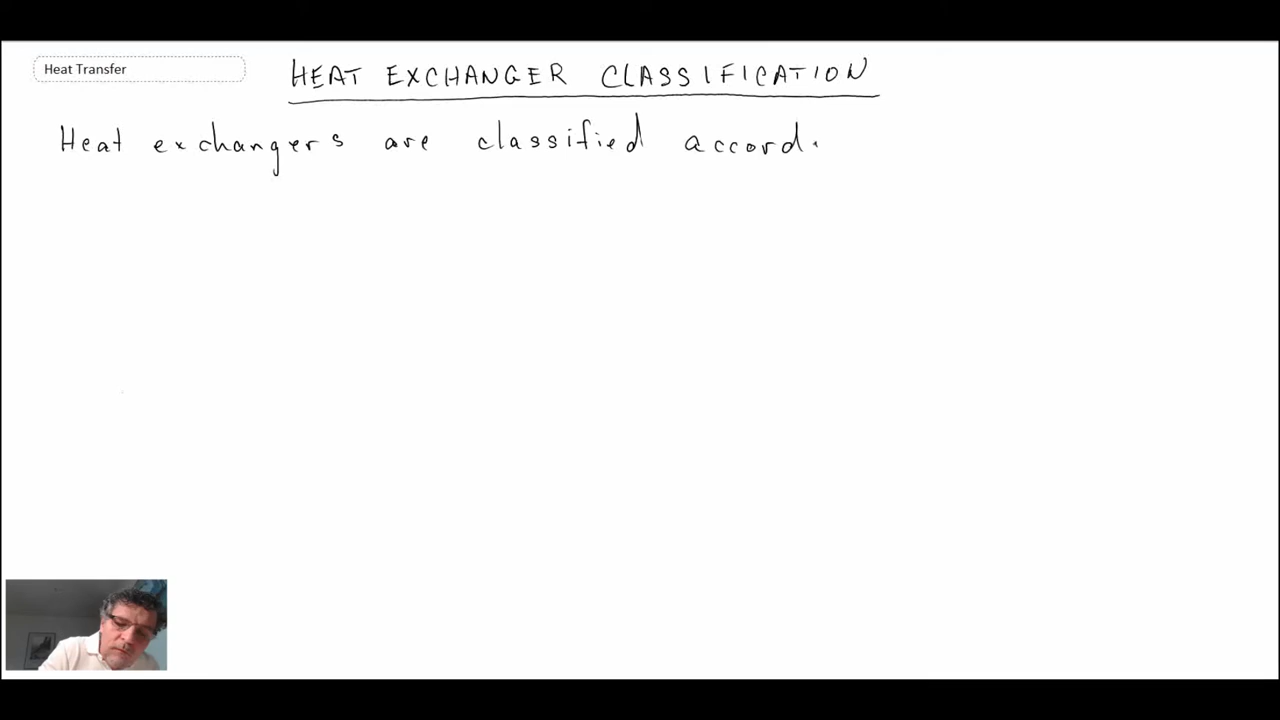 Heat Transfer
HEAT EXCHANGER CLASSIFICATION
Heat exchangers are classified accord